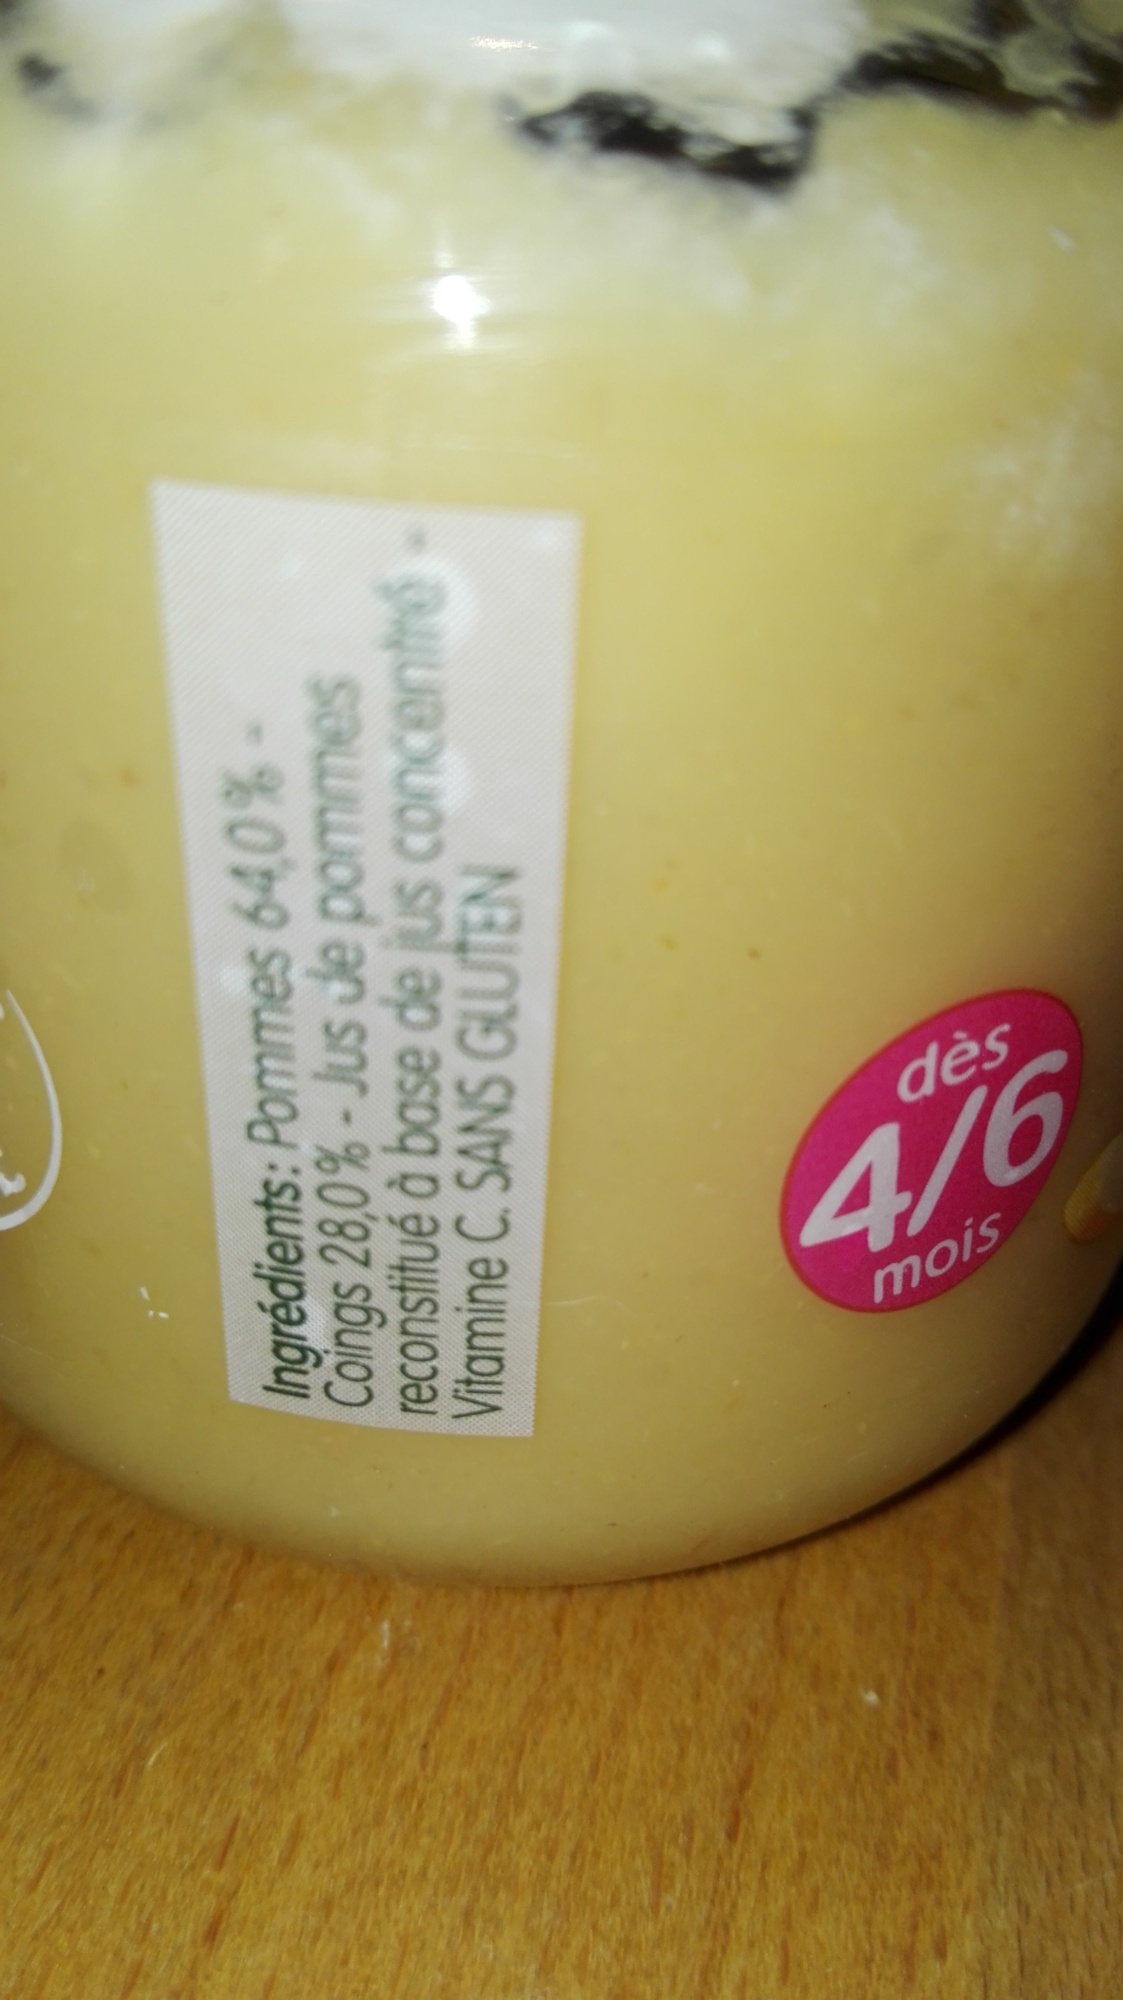 Ingrédients: Pommes 64,0% -
Coings 28,0% - Jus de pommes
reconstitué à base de jus concentré -
Vitamine C. SANS GLUTEN
dès
4/6
mois